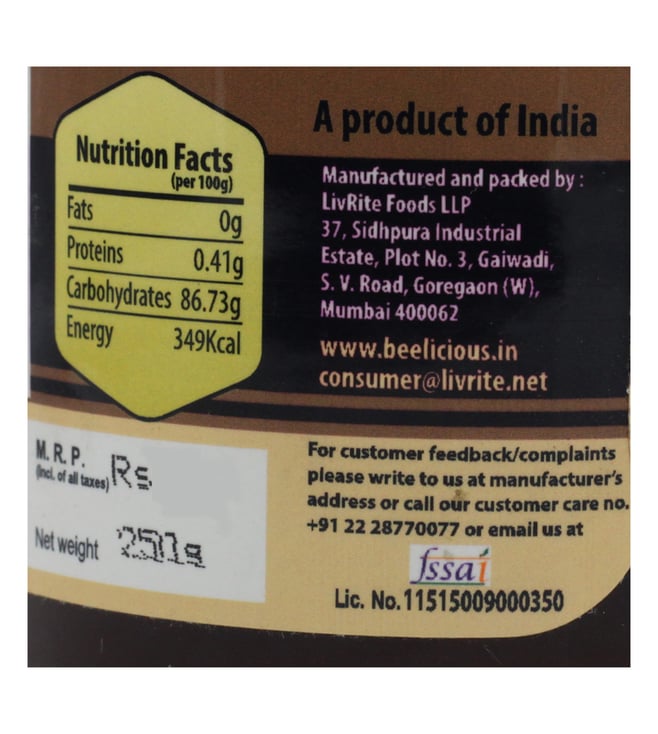 Nutrition Facts
(per 100g)
Fats 0g
Proteins 0.41g
Carbohydrates 86.73g
Energy 349Kcal
A product of India
Manufactured and packed by :
LivRite Foods LLP
37, Sidhpura Industrial
Estate, Plot No. 3, Gaiwadi,
S. V. Road, Goregaon (W),
Mumbai 400062
www.beelicious.in
consumer@livrite.net
M. R. P. Rs
(Incl. of all taxes)
Net weight 250g
For customer feedback/complaints
please write to us at manufacturer's
address or call our customer care no.
+91 22 28770077 or email us at
fssai
Lic. No.11515009000350